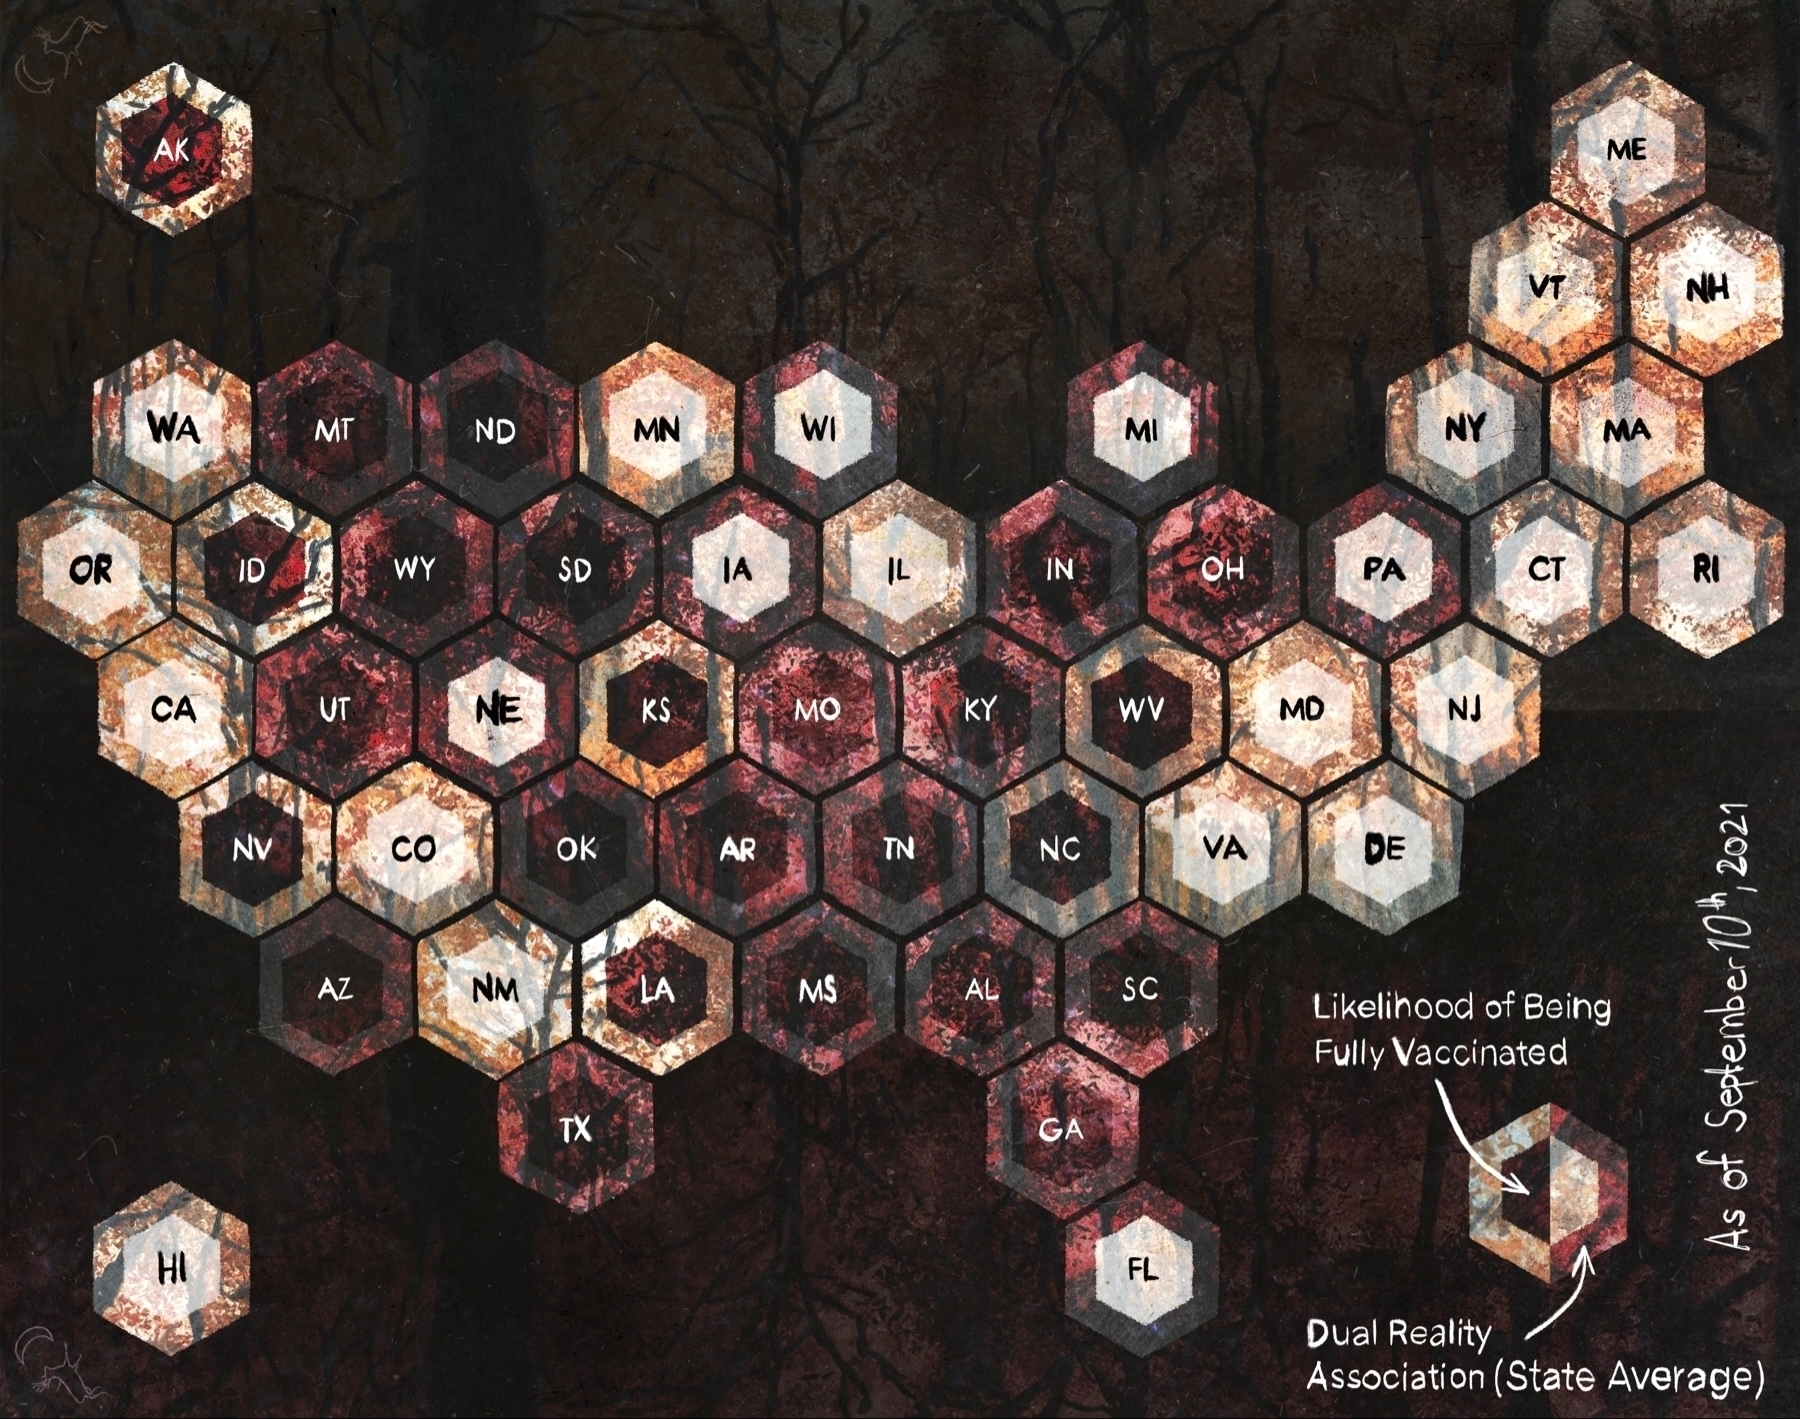 AK
ME
VT
NH
WA
MT
ND
MN
WI
MI
NY
MA
OR
ID
WY
SD
IA
IL
IN
OH
PA
CT
RI
CA
UT
NE
KS
MO
KY
WV
MD
NJ
NV
CO
OK
AR
TN
NC
VA
DE
AZ
NM
LA
MS
AL
SC
TX
GA
HI
FL
Likelihood of Being
Fully Vaccinated
Dual Reality
Association (State Average)
As of September 10th, 2021